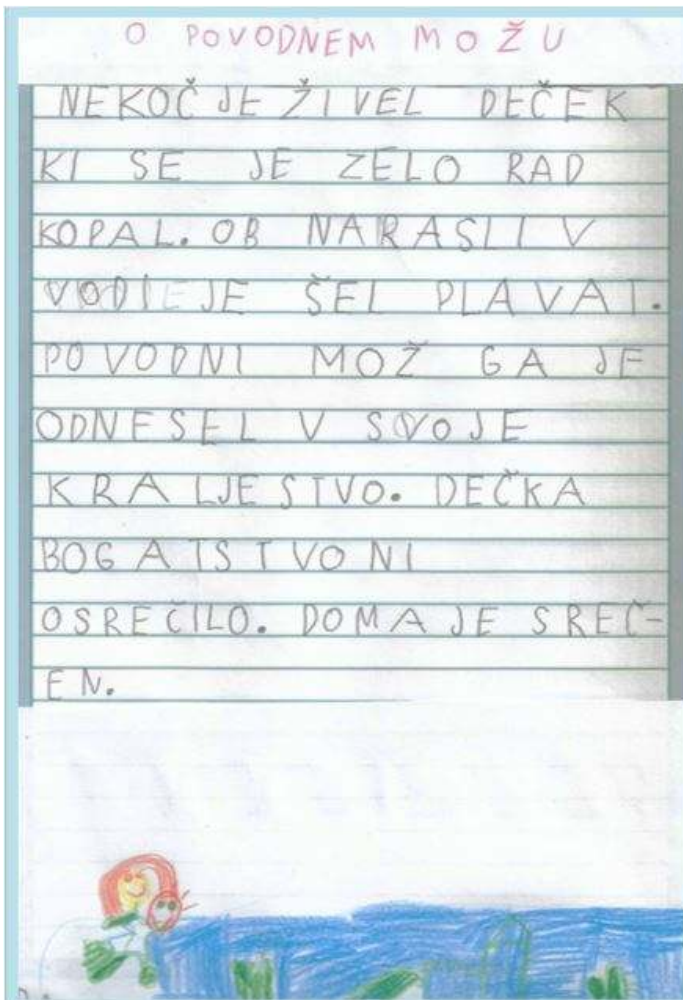 O POVODNEM MOŽU
NEKOČ JE ŽIVEL DEČEK
KI SE JE ZELO RAD
KOPAL. OB NARASLI V
VODI JE ŠEL PLAVAT.
POVODNI MOŽ GA JE
ODNESEL V SVOJE
KRALJESTVO. DEČKA
BOGATSTVO NI
OSREČILO. DOMA JE SREČ-
EN.